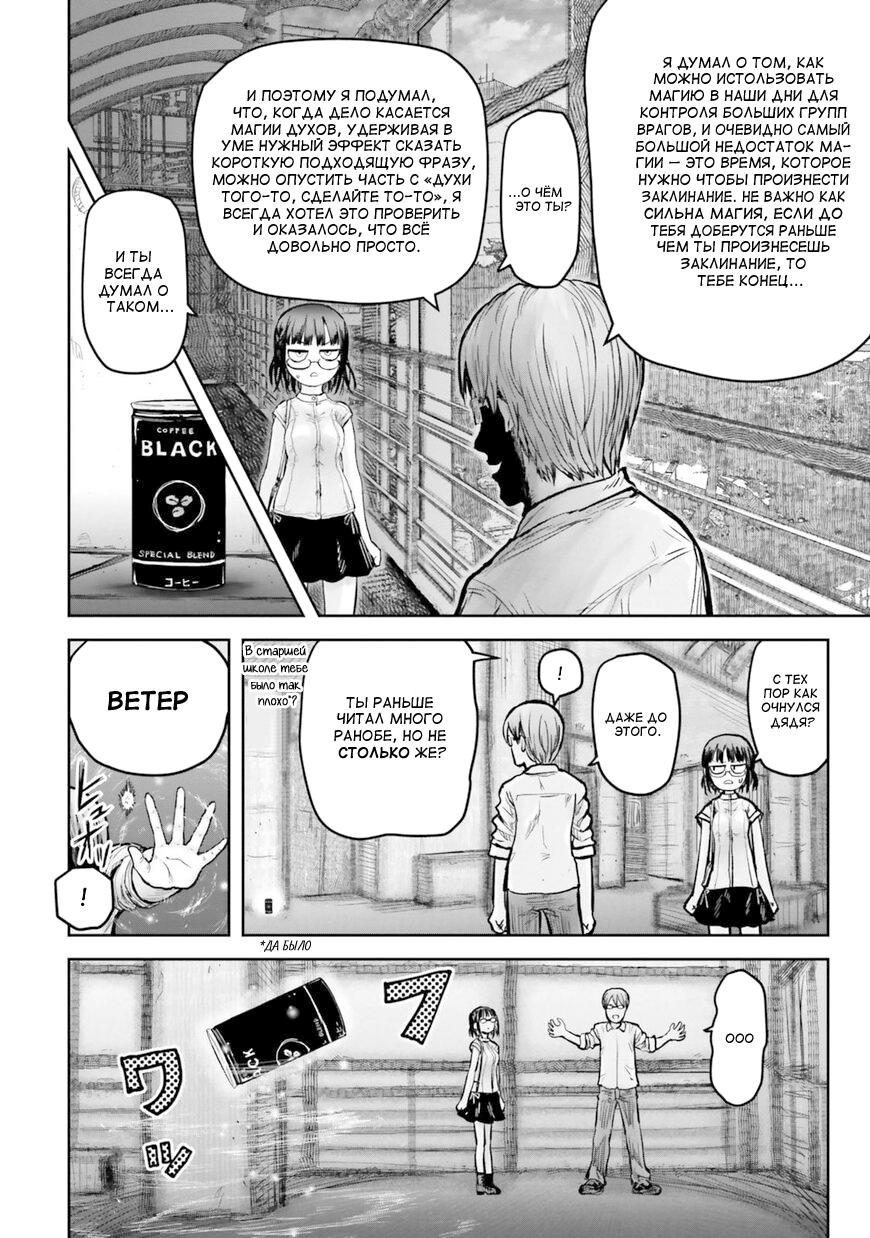 Я ДУМАЛ О ТОМ, КАК
МОЖНО ИСТОЛЬЗОВАТЬ
МАГИЮ В НАШИ ДНИ ДЛЯ
КОНТРОЛЯ БОЛЬШИХ ГРУПП
ВРАГОВ, И ОЧЕВИДНО САМЫЙ
БОЛЬШОЙ НЕДОСТАТОК МА-
ГИИ – ЭТО ВРЕМЯ, КОТОРОЕ
НУЖНО ЧТОБЫ ПРОИЗНЕСТИ
ЗАКЛИНАНИЕ. НЕ ВАЖНО КАК
СИЛЬНА МАГИЯ, ЕСЛИ ДО
ТЕБЯ ДОБЕРУТСЯ РАНЬШЕ
ЧЕМ ТЫ ПРОИЗНЕСЕШЬ
ЗАКЛИНАНИЕ, ТО
ТЕБЕ КОНЕЦ...
...О ЧЁМ
ЭТО ТЫ?
И ПОЭТОМУ Я ПОДУМАЛ,
ЧТО, КОГДА ДЕЛО КАСАЕТСЯ
МАГИИ ДУХОВ, УДЕРЖИВАЯ В
УМЕ НУЖНЫЙ ЭФФЕКТ СКАЗАТЬ
КОРОТКУЮ ПОДХОДЯЩУЮ ФРАЗУ,
МОЖНО ОПУСТИТЬ ЧАСТЬ С «ДУХИ
ТОГО-ТО, СДЕЛАЙТЕ ТО-ТО», Я
ВСЕГДА ХОТЕЛ ЭТО ПРОВЕРИТЬ
И ОКАЗАЛОСЬ, ЧТО ВСЁ
ДОВОЛЬНО ПРОСТО.
И ТЫ
ВСЕГДА
ДУМАЛ О
ТАКОМ...
COFFEE
BLACK
SPECIAL BLEND
コーヒー
С ТЕХ
ПОР КАК
ОЧНУЛСЯ
ДЯДЯ?
!
ДАЖЕ ДО
ЭТОГО.
ТЫ РАНЬШЕ
ЧИТАЛ МНОГО
РАНОБЕ, НО НЕ
СТОЛЬКО ЖЕ?
В старшей
школе тебе
было так
плохо*?
*ДА БЫЛО
ВЕТЕР
!
ООО
フ
ワッ